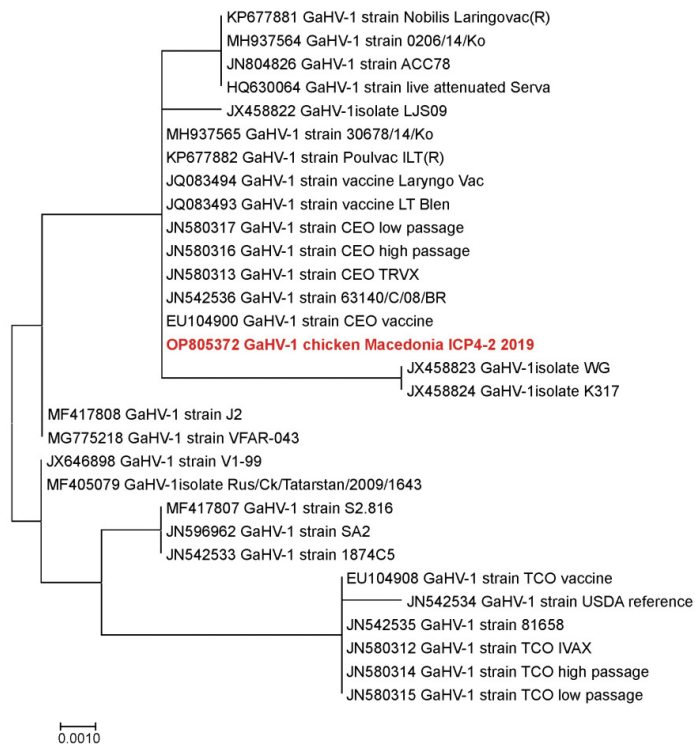 KP677881 GaHV-1 strain Nobilis Laringovac(R)
MH937564 GaHV-1 strain 0206/14/Ko
JN804826 GaHV-1 strain ACC78
HQ630064 GaHV-1 strain live attenuated Serva
JX458822 GaHV-1isolate LJS09
MH937565 GaHV-1 strain 30678/14/Ko
KP677882 GaHV-1 strain Poulvac ILT(R)
JQ083494 GaHV-1 strain vaccine Laryngo Vac
JQ083493 GaHV-1 strain vaccine LT Blen
JN580317 GaHV-1 strain CEO low passage
JN580316 GaHV-1 strain CEO high passage
JN580313 GaHV-1 strain CEO TRVX
JN542536 GaHV-1 strain 63140/C/08/BR
EU104900 GaHV-1 strain CEO vaccine
OP805372 GaHV-1 chicken Macedonia ICP4-2 2019
JX458823 GaHV-1isolate WG
JX458824 GaHV-1isolate K317
MF417808 GaHV-1 strain J2
MG775218 GaHV-1 strain VFAR-043
JX646898 GaHV-1 strain V1-99
MF405079 GaHV-1isolate Rus/Ck/Tatarstan/2009/1643
MF417807 GaHV-1 strain S2.816
JN596962 GaHV-1 strain SA2
JN542533 GaHV-1 strain 1874C5
EU104908 GaHV-1 strain TCO vaccine
JN542534 GaHV-1 strain USDA reference
JN542535 GaHV-1 strain 81658
JN580312 GaHV-1 strain TCO IVAX
JN580314 GaHV-1 strain TCO high passage
JN580315 GaHV-1 strain TCO low passage
0.0010